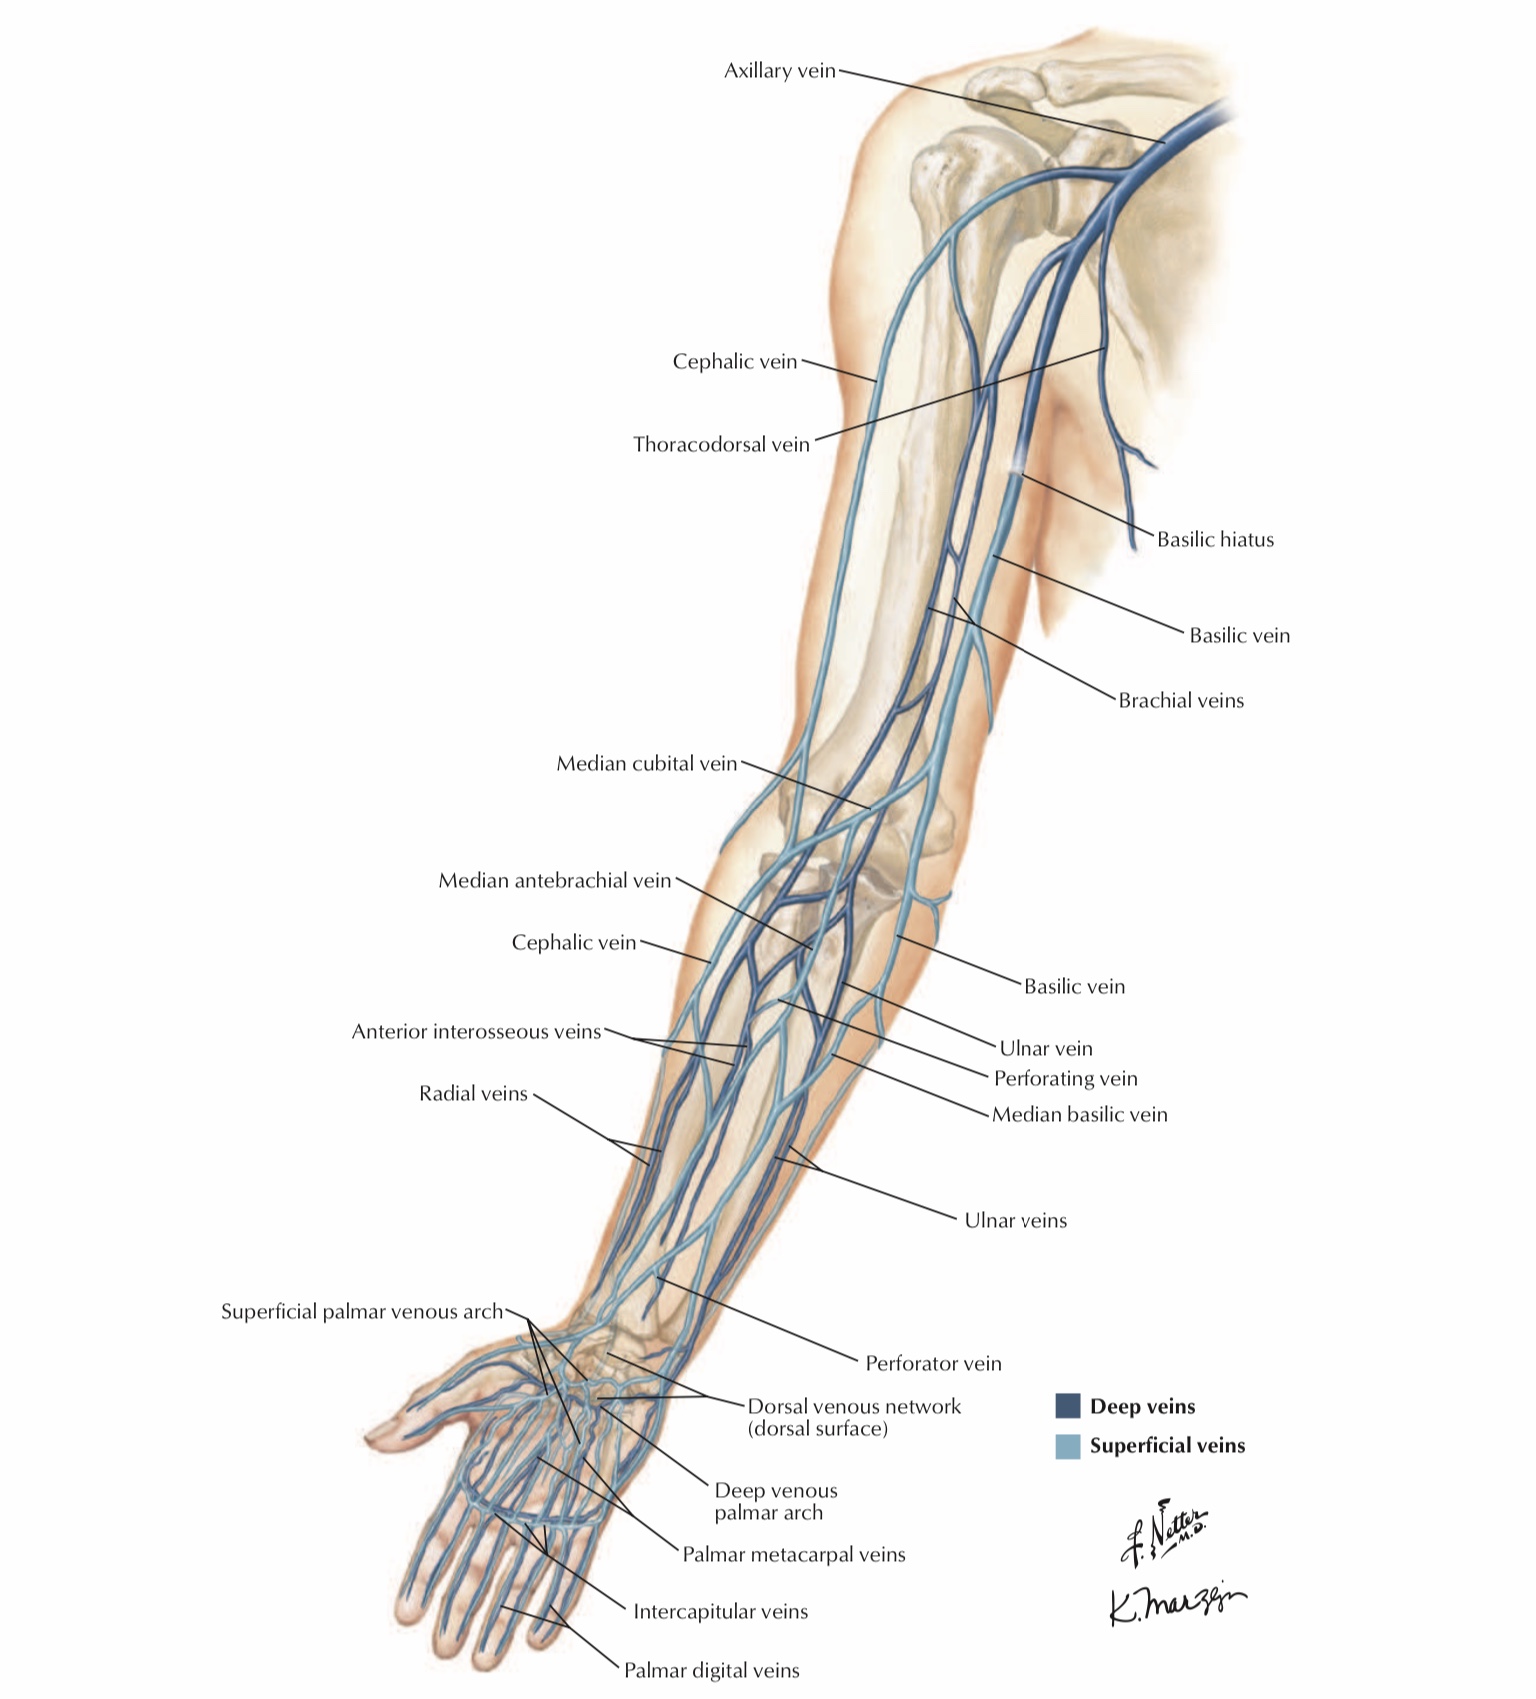 Axillary vein
Cephalic vein
Thoracodorsal vein
Basilic hiatus
Basilic vein
Brachial veins
Median cubital vein
Median antebrachial vein
Cephalic vein
Basilic vein
Anterior interosseous veins
Ulnar vein
Perforating vein
Radial veins
Median basilic vein
Ulnar veins
Superficial palmar venous arch
Perforator vein
Dorsal venous network
(dorsal surface)
Deep veins
Superficial veins
Deep venous
palmar arch
Palmar metacarpal veins
Intercapitular veins
Palmar digital veins
F. Netter
M.D.
K. Marzejn